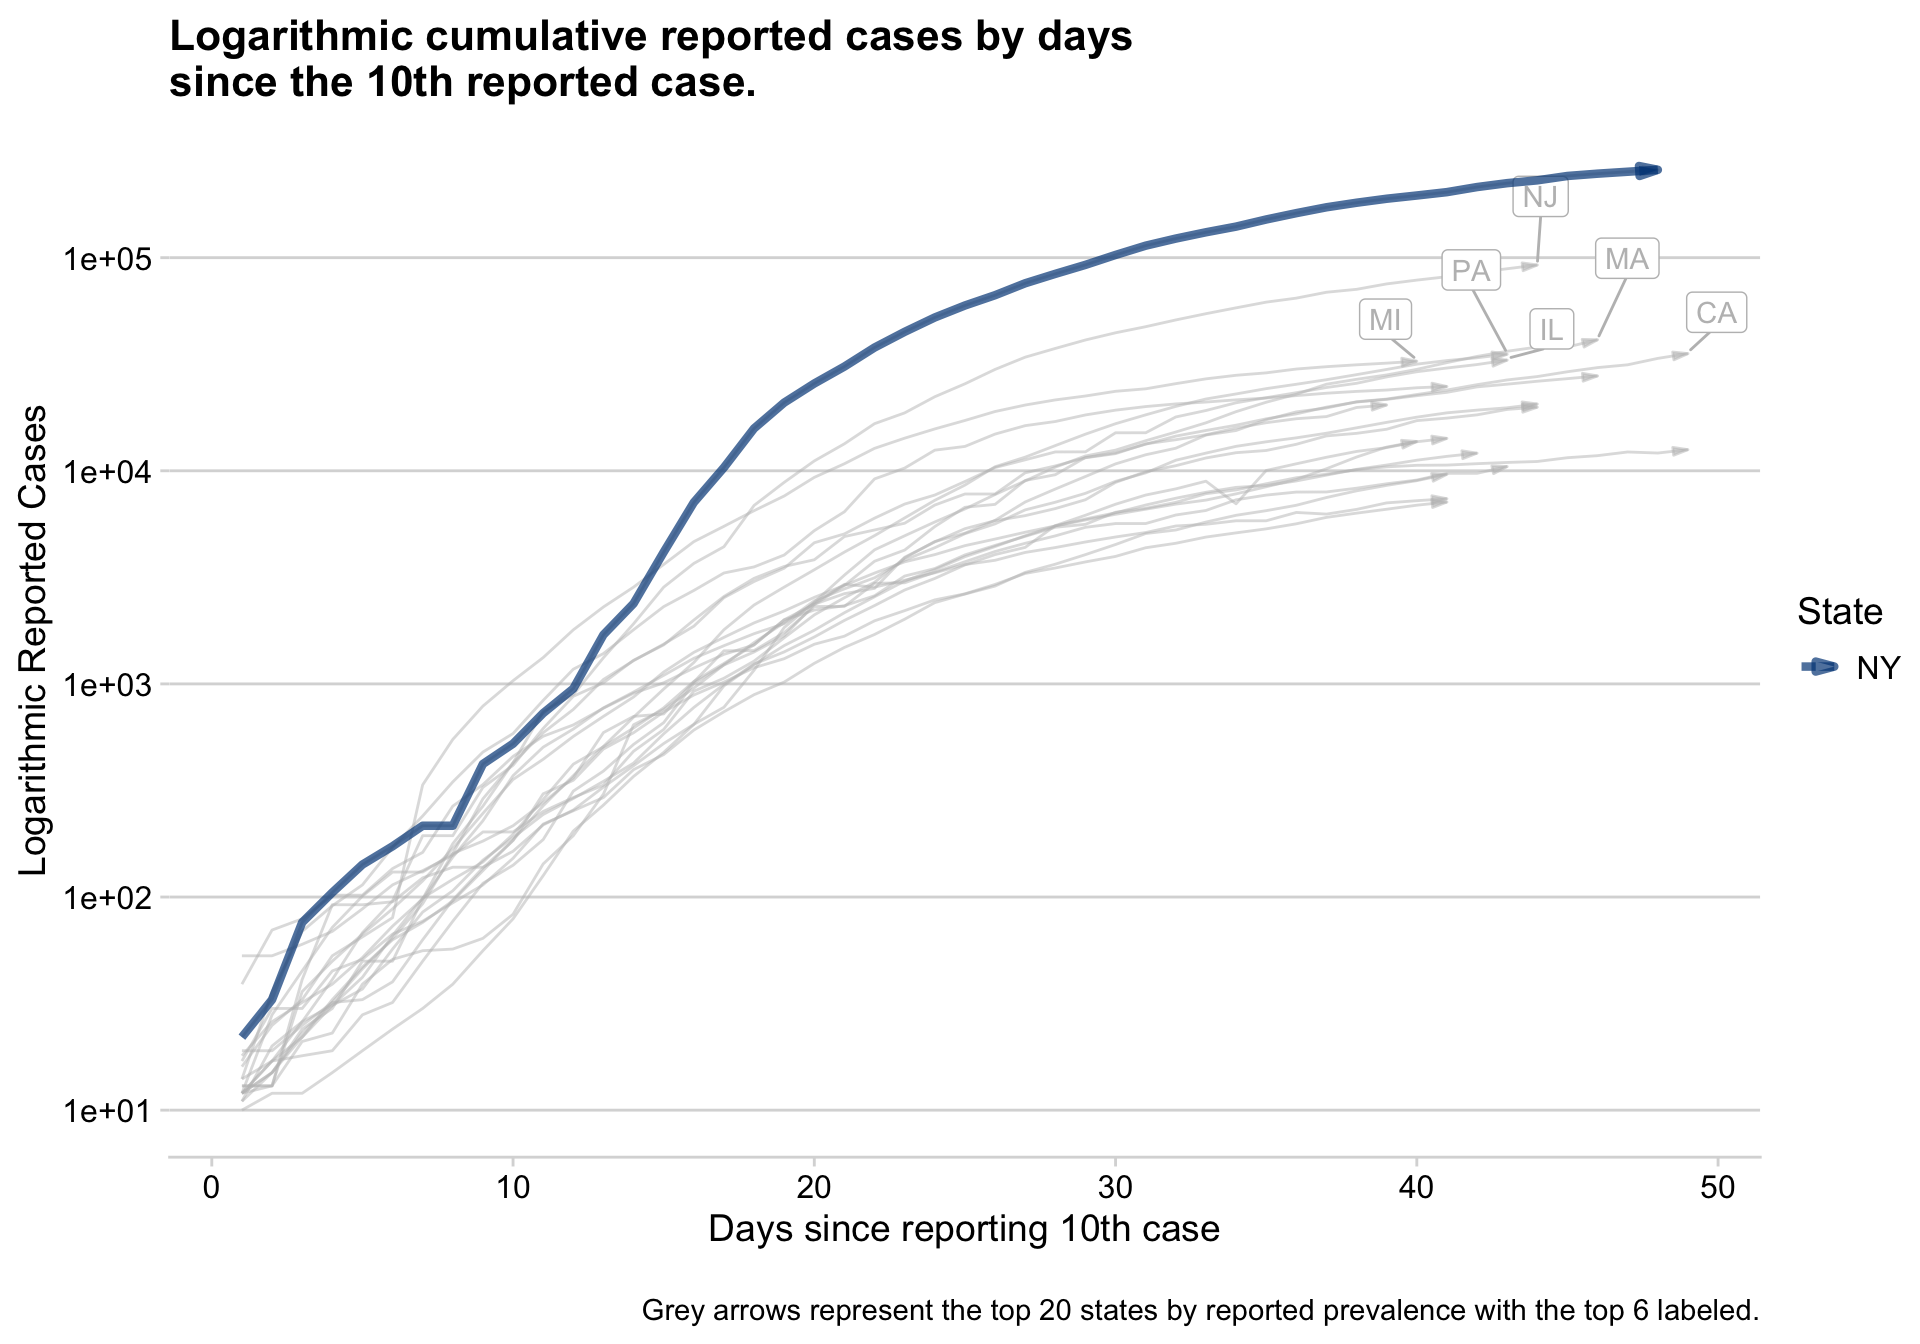 Logarithmic cumulative reported cases by days
since the 10th reported case.
NJ
MA
PA
CA
MI
IL
1e+05
1e+04
1e+03
1e+02
1e+01
Logarithmic Reported Cases
0 10 20 30 40 50
Days since reporting 10th case
State
NY
Grey arrows represent the top 20 states by reported prevalence with the top 6 labeled.